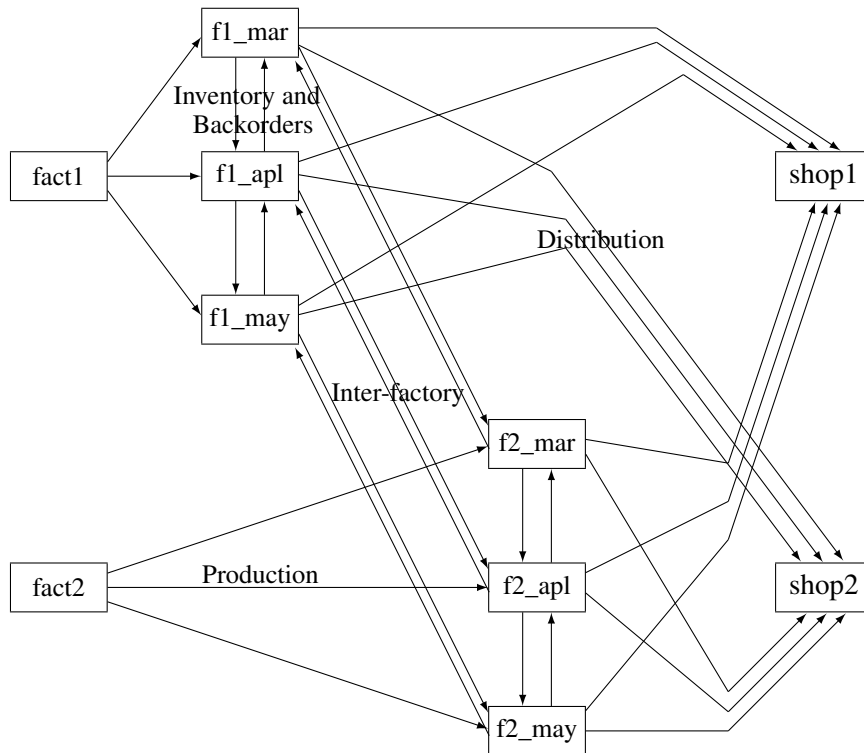 f1_mar
Inventory and
Backorders
fact1
f1_apl
shop1
Distribution
f1_may
Inter-factory
f2_mar
Production
fact2
f2_apl
shop2
f2_may